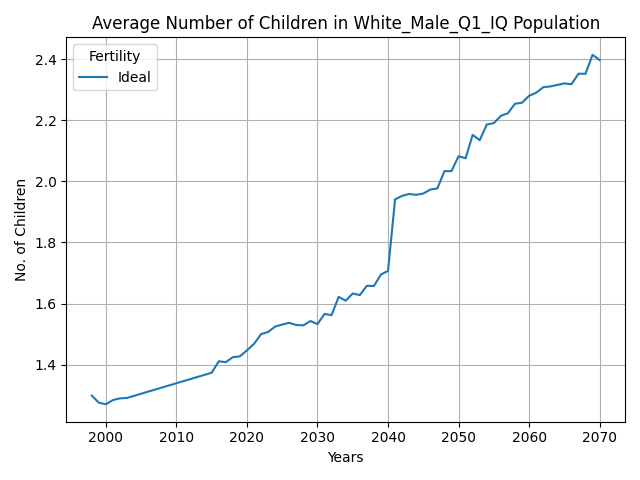 Average Number of Children in White_Male_Q1_IQ Population
Fertility
Ideal
No. of Children
2.4
2.2
2.0
1.8
1.6
1.4
2000 2010 2020 2030 2040 2050 2060 2070
Years